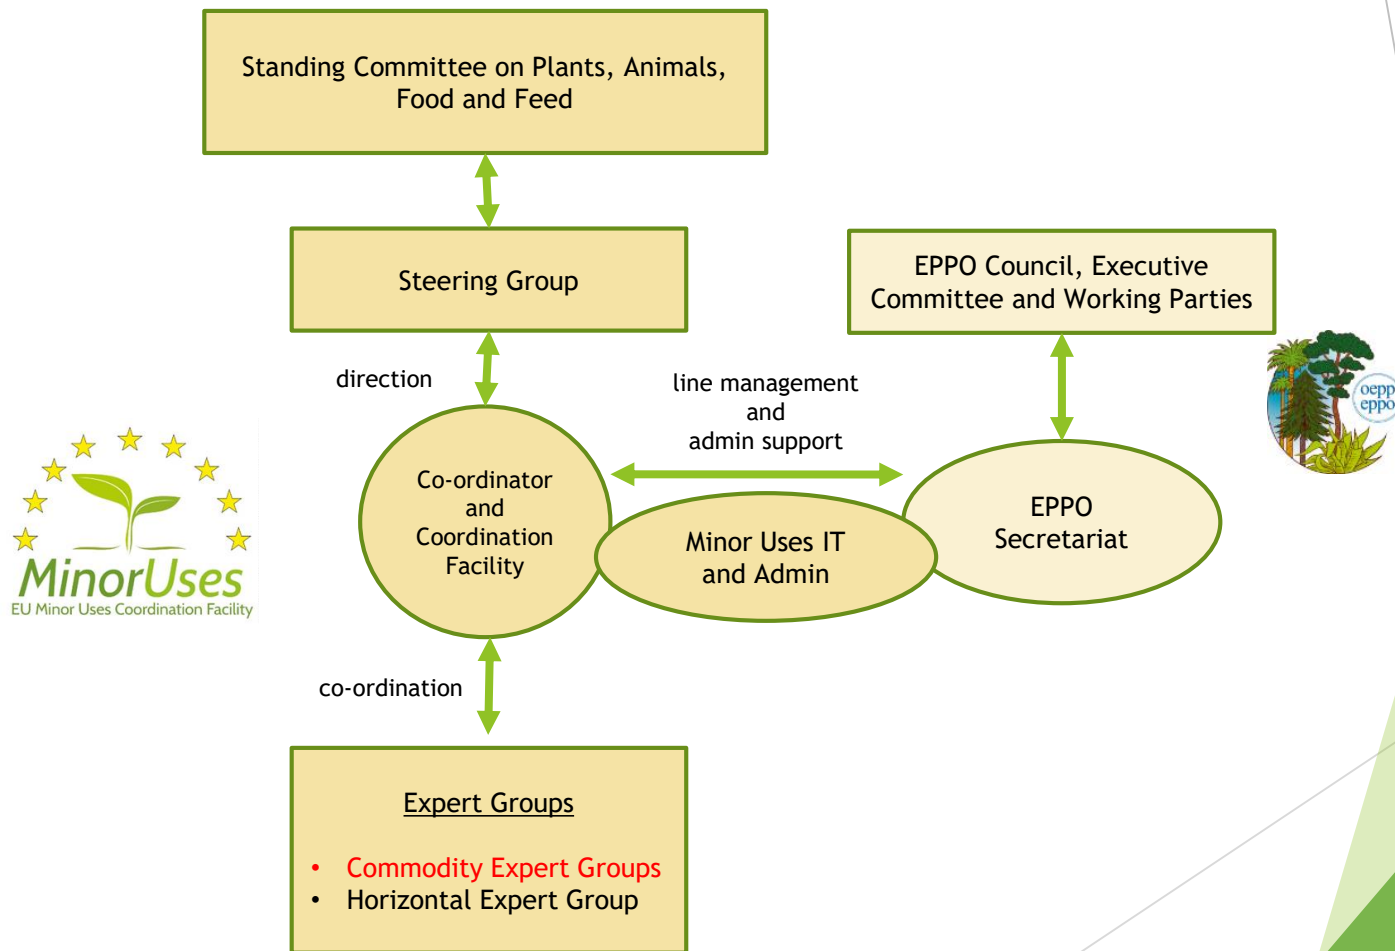 Standing Committee on Plants, Animals,
Food and Feed
Steering Group
EPPO Council, Executive
Committee and Working Parties
direction
line management
and
admin support
oepp
eppo
Co-ordinator
and
Coordination
Facility
Minor Uses IT
and Admin
EPPO
Secretariat
MinorUses
EU Minor Uses Coordination Facility
co-ordination
Expert Groups
• Commodity Expert Groups
• Horizontal Expert Group